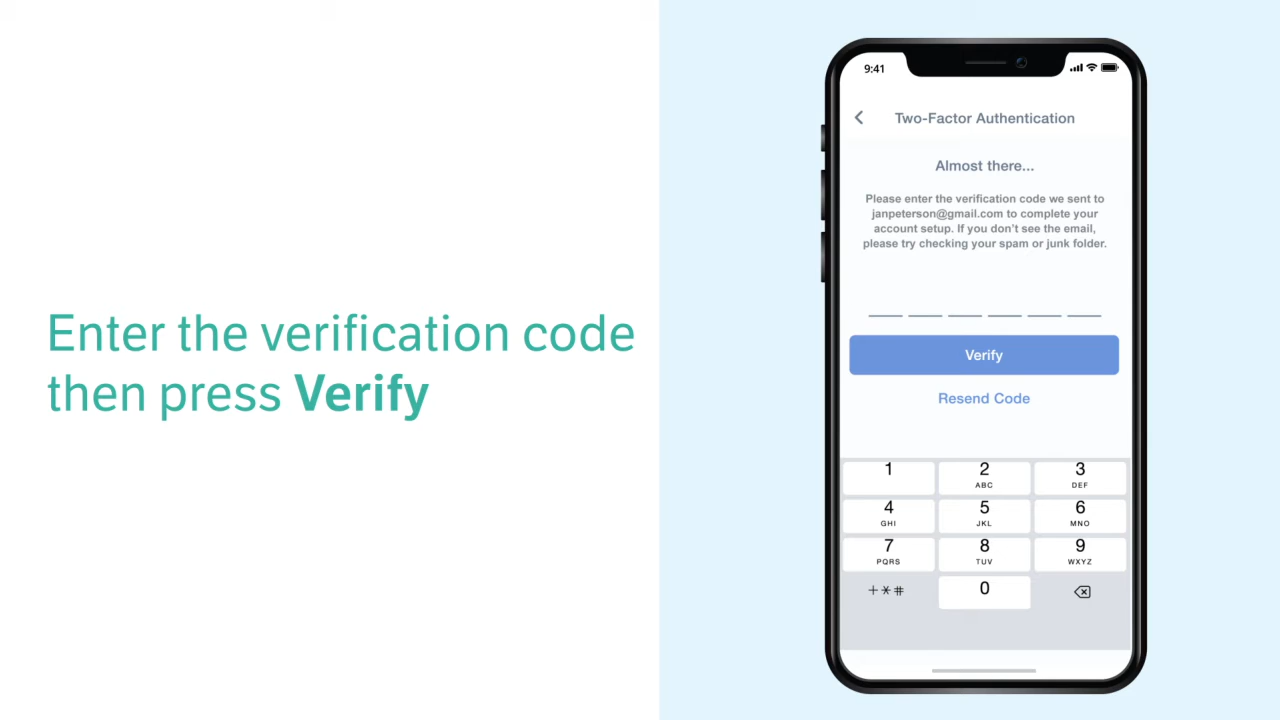 Enter the verification code
then press Verify
9:41
Two-Factor Authentication
Almost there...
Please enter the verification code we sent to
janpeterson@gmail.com to complete your
account setup. If you don’t see the email,
please try checking your spam or junk folder.
Verify
Resend Code
1 2 3
ABC DEF
4 5 6
GHI JKL MNO
7 8 9
PQRS TUV WXYZ
+*# 0